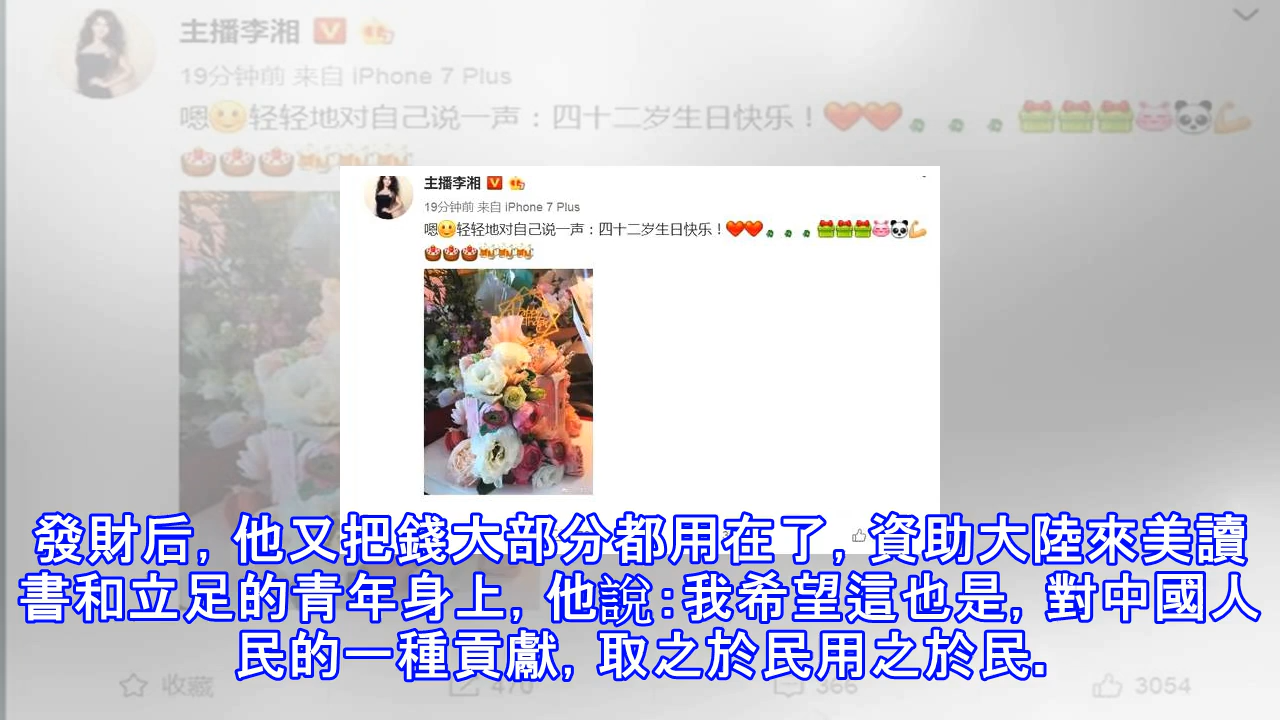 主播李湘
19分钟前 来自 iPhone 7 Plus
嗯轻轻地对自己说一声：四十二岁生日快乐！
主播李湘
19分钟前 来自 iPhone 7 Plus
嗯轻轻地对自己说一声：四十二岁生日快乐！
發財后, 他又把錢大部分都用在了, 資助大陸來美讀
書和立足的青年身上, 他說:我希望這也是, 對中國人
民的一種貢獻, 取之於民用之於民.
收藏 470 366 3054